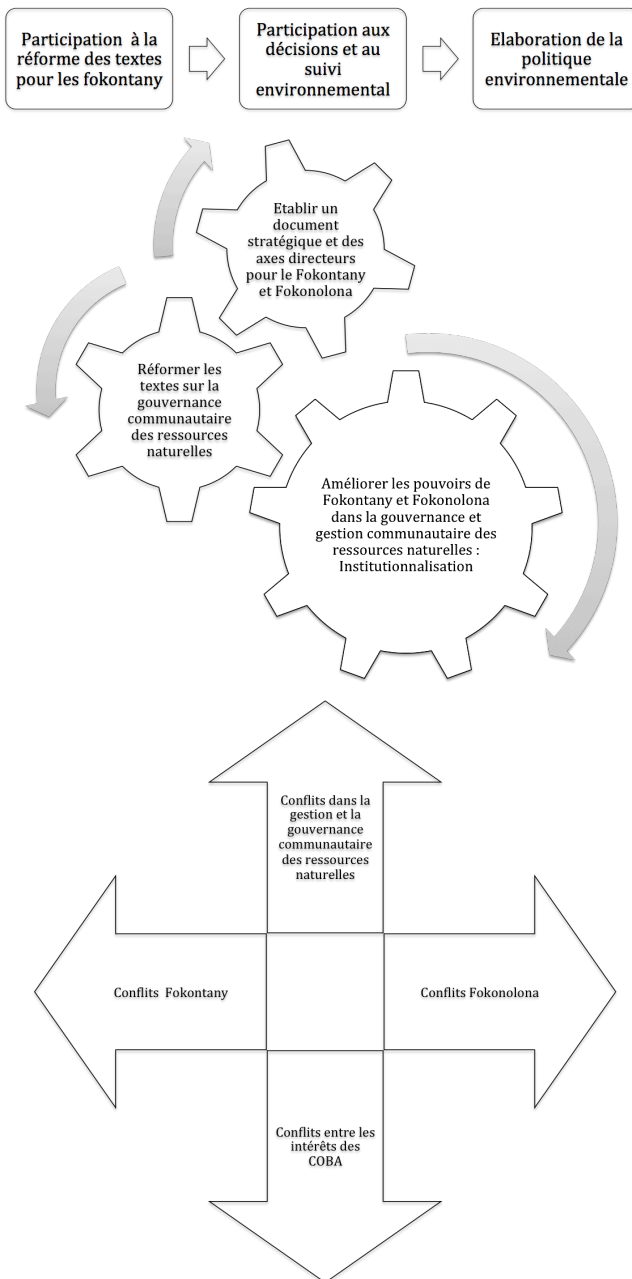 Participation à la
réforme des textes
pour les fokontany
Participation aux
décisions et au
suivi
environnemental
Elaboration de la
politique
environnementale
Etablir un
document
stratégique et des
axes directeurs
pour le Fokontany
et Fokonolona
Réformer les
textes sur la
gouvernance
communautaire
des ressources
naturelles
Améliorer les pouvoirs de
Fokontany et Fokonolona
dans la gouvernance et
gestion communautaire des
ressources naturelles :
Institutionnalisation
Conflits dans la
gestion et la
gouvernance
communautaire
des ressources
naturelles
Conflits Fokontany
Conflits Fokonolona
Conflits entre les
intérêts des
COBA